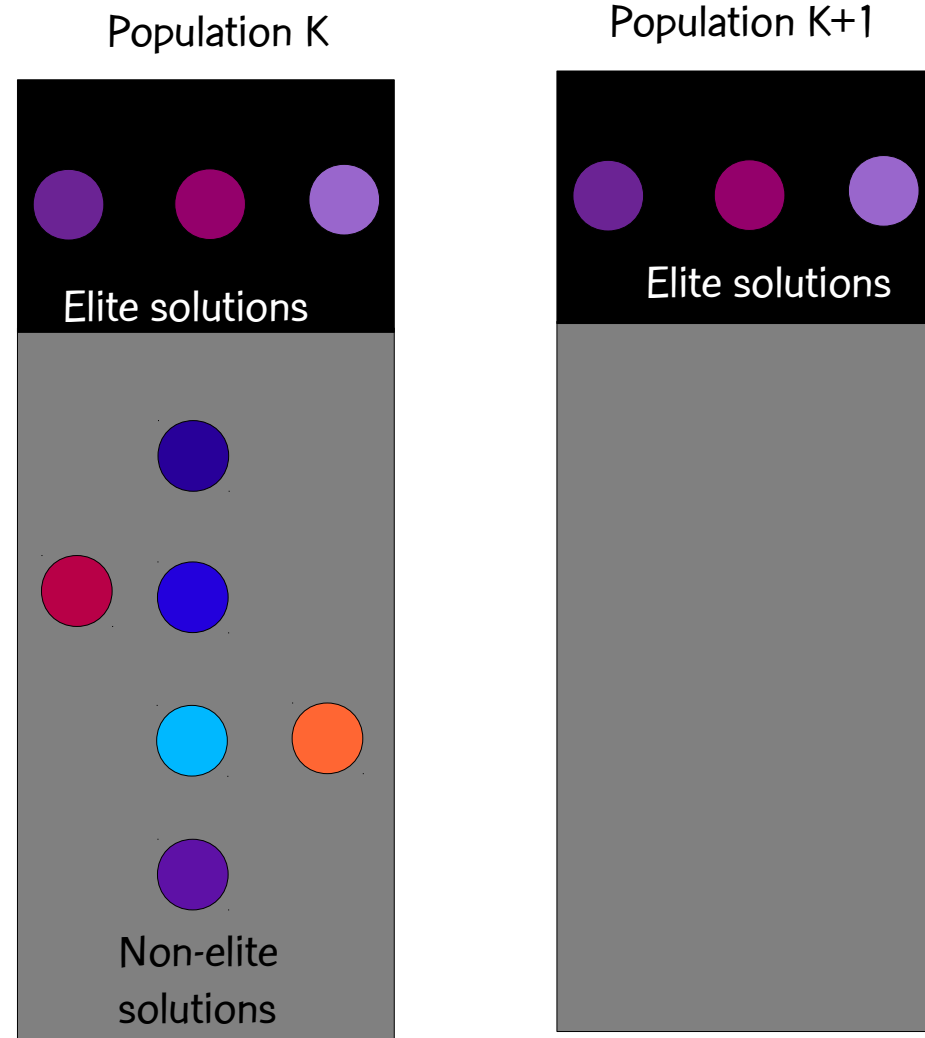 Population K
Population K+1
Elite solutions
Elite solutions
Non-elite
solutions